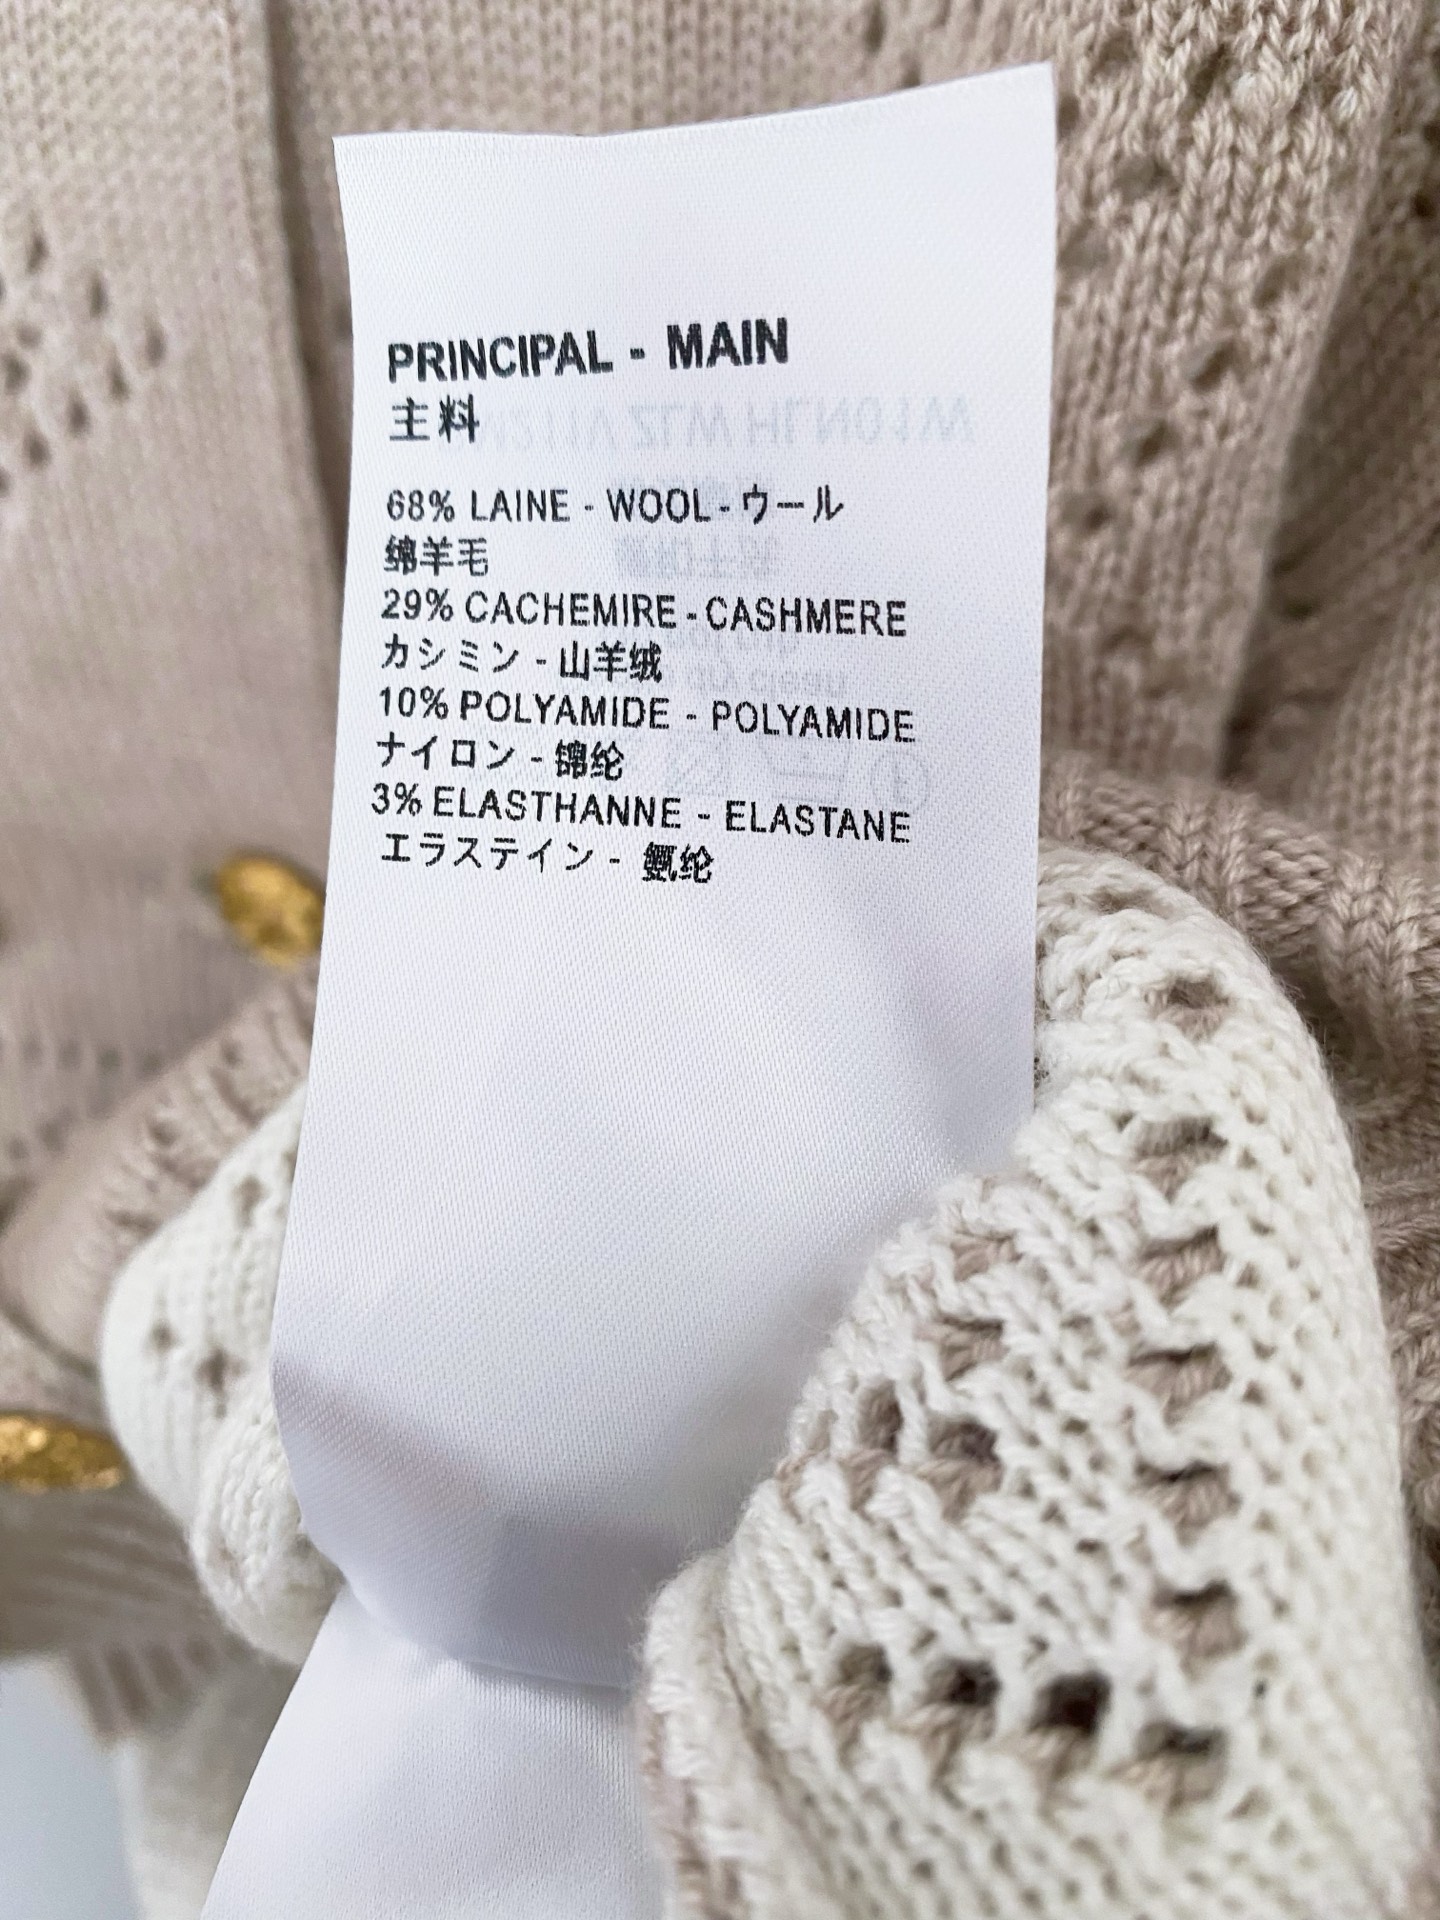 PRINCIPAL - MAIN
主料
68% LAINE - WOOL - ウール
绵羊毛
29% CACHEMIRE - CASHMERE
カシミン - 山羊绒
10% POLYAMIDE - POLYAMIDE
ナイロン - 锦纶
3% ELASTHANNE - ELASTANE
エラステイン - 氨纶